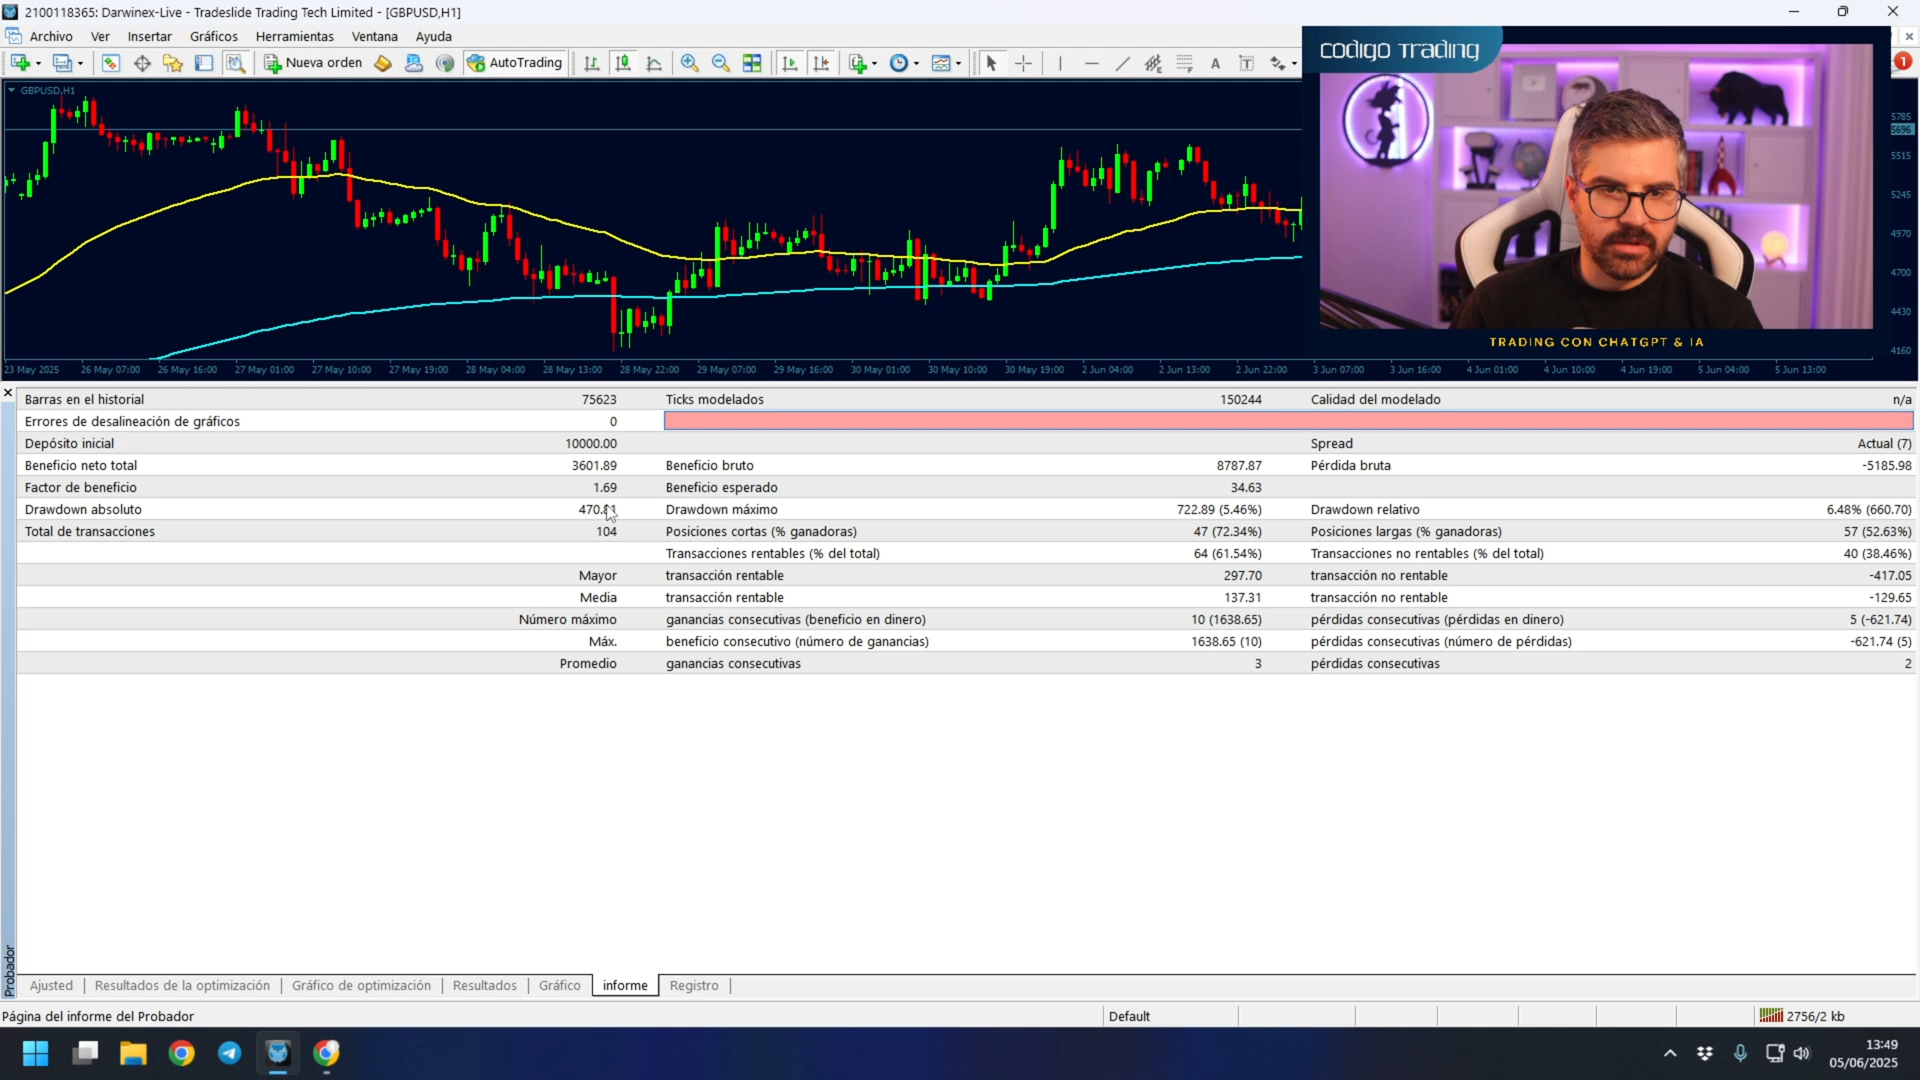 2100118365: Darwinex-Live - Tradeslide Trading Tech Limited - [GBPUSD,H1]
Archivo Ver Insertar Gráficos Herramientas Ventana Ayuda
Nueva orden AutoTrading
codigo Trading
1
GBPUSD,H1
5785
5696
5515
5245
4970
4700
4430
4160
TRADING CON CHATGPT & IA
23 May 2025 26 May 07:00 26 May 16:00 27 May 01:00 27 May 10:00 27 May 19:00 28 May 04:00 28 May 13:00 28 May 22:00 29 May 07:00 29 May 16:00 30 May 01:00 30 May 10:00 30 May 19:00 2 Jun 04:00 2 Jun 13:00 2 Jun 22:00 3 Jun 07:00 3 Jun 16:00 4 Jun 01:00 4 Jun 10:00 4 Jun 19:00 5 Jun 04:00 5 Jun 13:00
Barras en el historial 75623 Ticks modelados 150244 Calidad del modelado n/a
Errores de desalineación de gráficos 0
Depósito inicial 10000.00 Spread Actual (7)
Beneficio neto total 3601.89 Beneficio bruto 8787.87 Pérdida bruta -5185.98
Factor de beneficio 1.69 Beneficio esperado 34.63
Drawdown absoluto Drawdown máximo 722.89 (5.46%) Drawdown relativo 6.48% (660.70)
Total de transacciones 104 Posiciones cortas (% ganadoras) 47 (72.34%) Posiciones largas (% ganadoras) 57 (52.63%)
Transacciones rentables (% del total) 64 (61.54%) Transacciones no rentables (% del total) 40 (38.46%)
Mayor transacción rentable 297.70 transacción no rentable -417.05
Media transacción rentable 137.31 transacción no rentable -129.65
Número máximo ganancias consecutivas (beneficio en dinero) 10 (1638.65) pérdidas consecutivas (pérdidas en dinero) 5 (-621.74)
Máx. beneficio consecutivo (número de ganancias) 1638.65 (10) pérdidas consecutivas (número de pérdidas) -621.74 (5)
Promedio ganancias consecutivas 3 pérdidas consecutivas 2
Probador
Ajusted Resultados de la optimización Gráfico de optimización Resultados Gráfico informe Registro
Página del informe del Probador Default 2756/2 kb
13:49
05/06/2025